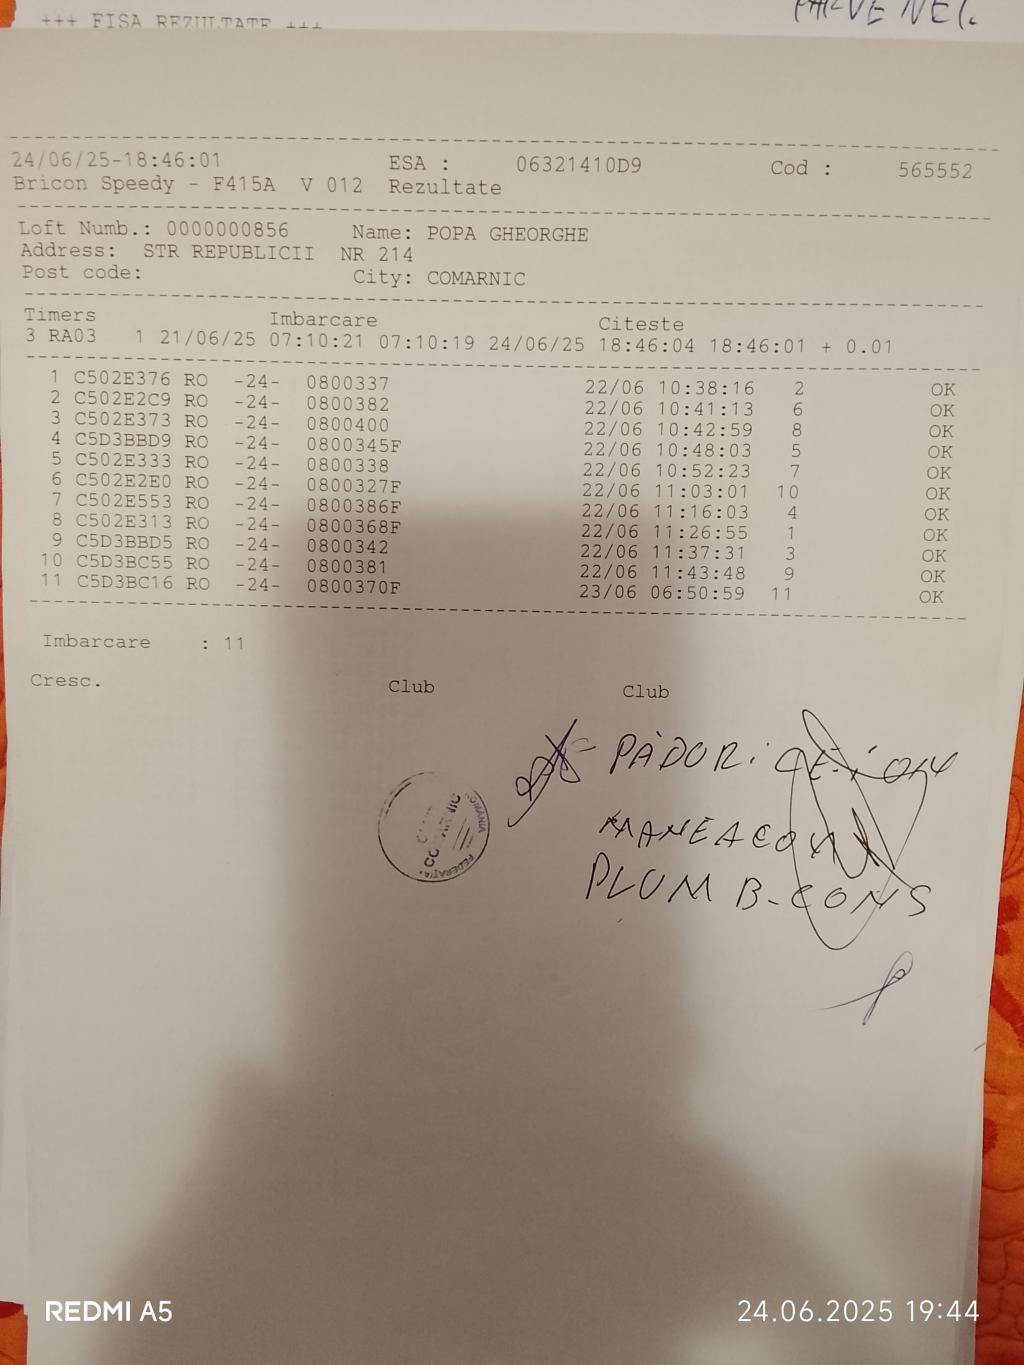 +++ FISA REZULTATE +++
24/06/25-18:46:01 ESA : 06321410D9 Cod : 565552
Bricon Speedy - F415A V 012 Rezultate
Loft Numb.: 0000000856 Name: POPA GHEORGHE
Address: STR REPUBLICII NR 214
Post code: City: COMARNIC
Timers Imbarcare Citeste
3 RA03 1 21/06/25 07:10:21 07:10:19 24/06/25 18:46:04 18:46:01 + 0.01
1 C502E376 RO -24- 0800337 22/06 10:38:16 2 OK
2 C502E2C9 RO -24- 0800382 22/06 10:41:13 6 OK
3 C502E373 RO -24- 0800400 22/06 10:42:59 8 OK
4 C5D3BBD9 RO -24- 0800345F 22/06 10:48:03 5 OK
5 C502E333 RO -24- 0800338 22/06 10:52:23 7 OK
6 C502E2E0 RO -24- 0800327F 22/06 11:03:01 10 OK
7 C502E553 RO -24- 0800386F 22/06 11:16:03 4 OK
8 C502E313 RO -24- 0800368F 22/06 11:26:55 1 OK
9 C5D3BBD5 RO -24- 0800342 22/06 11:37:31 3 OK
10 C5D3BC55 RO -24- 0800381 22/06 11:43:48 9 OK
11 C5D3BC16 RO -24- 0800370F 23/06 06:50:59 11 OK
Imbarcare : 11
Cresc. Club Club
PADURI
COMARNIC
FEDERATIA
PLUMB-CONS
REDMI A5 24.06.2025 19:44